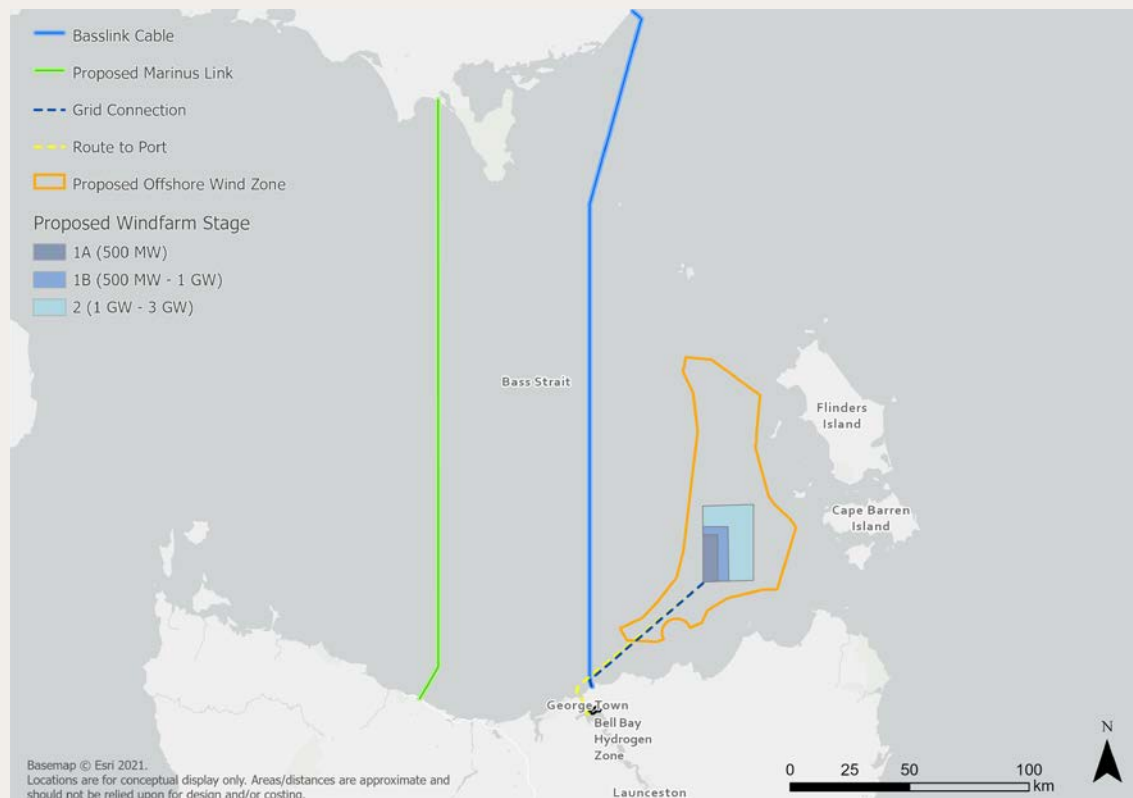 Basslink Cable
Proposed Marinus Link
Grid Connection
Route to Port
Proposed Offshore Wind Zone
Proposed Windfarm Stage
1A (500 MW)
1B (500 MW - 1 GW)
2 (1 GW - 3 GW)
Bass Strait
Flinders
Island
Cape Barren
Island
George Town
Bell Bay
Hydrogen
Zone
Launceston
N
0 25 50 100
km
Basemap © Esri 2021.
Locations are for conceptual display only. Areas/distances are approximate and
should not be relied upon for design and/or costing.